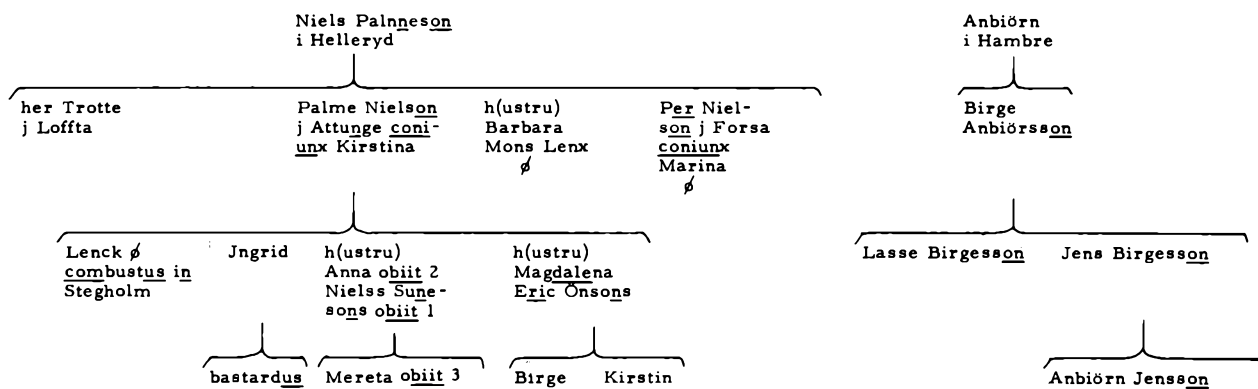 Niels Palnneson
i Helleryd
Anbiörn
i Hambre
her Trotte
j Loffta
Palme Nielson
j Attunge coni-
unx Kirstina
h(ustru)
Barbara
Mons Lenx
ø
Per Niel-
son j Forsa
coniunx
Marina
ø
Birge
Anbiörsson
Lenck ø
combustus in
Stegholm
Jngrid
h(ustru)
Anna obiit 2
Nielss Sune-
sons obiit 1
h(ustru)
Magdalena
Eric Önsons
Lasse Birgesson
Jens Birgesson
bastardus
Mereta obiit 3
Birge
Kirstin
Anbiörn Jensson